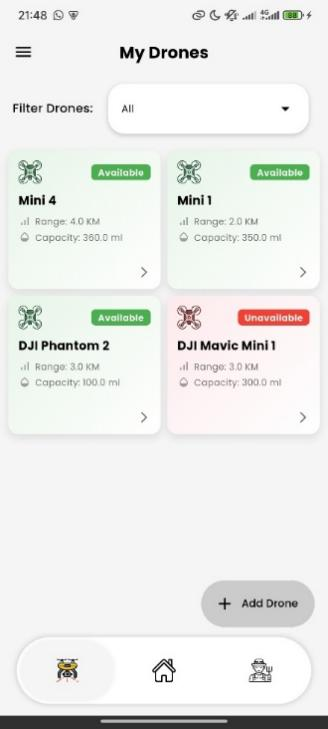 21:48
4G
88
My Drones
Filter Drones:
All
Available
Mini 4
Range: 4.0 KM
Capacity: 360.0 ml
Available
Mini 1
Range: 2.0 KM
Capacity: 350.0 ml
Available
DJI Phantom 2
Range: 3.0 KM
Capacity: 100.0 ml
Unavailable
DJI Mavic Mini 1
Range: 3.0 KM
Capacity: 300.0 ml
+ Add Drone